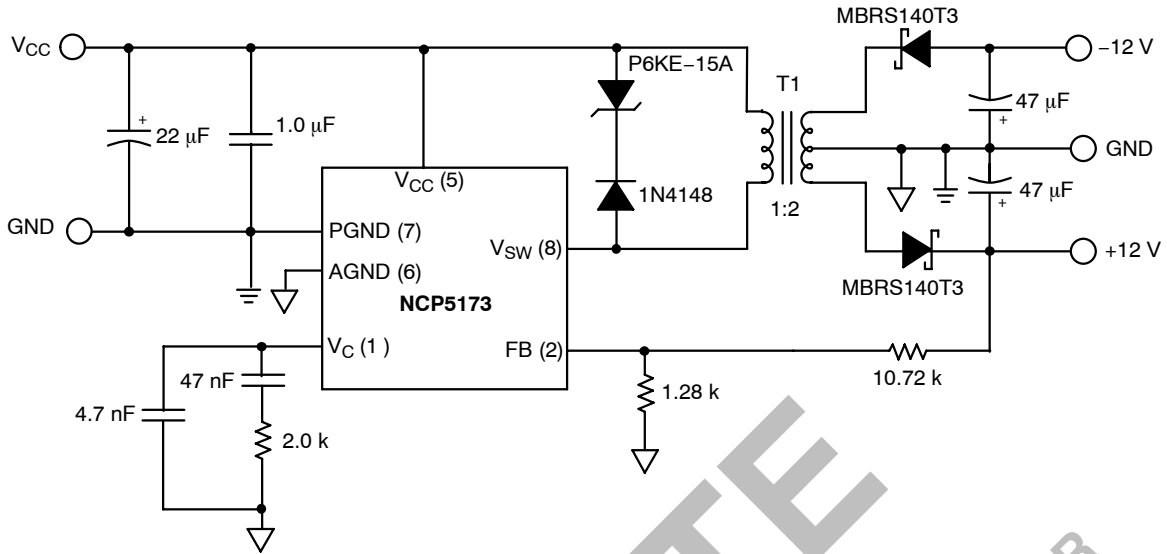 MBRS140T3
V_CC
P6KE−15A
−12 V
T1
+
22 μF
1.0 μF
47 μF
+
GND
V_CC (5)
1N4148
47 μF
+
1:2
GND
PGND (7)
V_SW (8)
+12 V
AGND (6)
MBRS140T3
NCP5173
V_C (1 )
FB (2)
47 nF
10.72 k
4.7 nF
1.28 k
2.0 k
TE
R